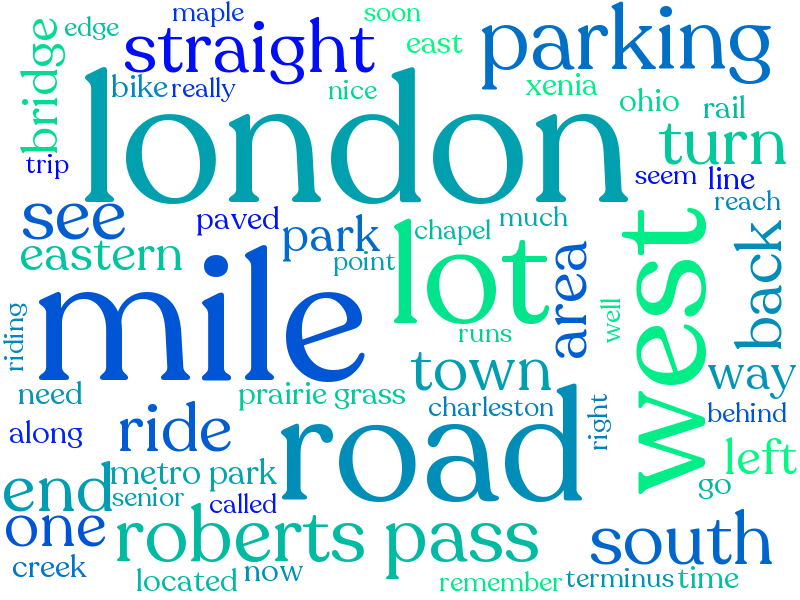 maple
soon
edge
straight
east
parking
bridge
bike
really
nice
xenia
ohio
rail
london
turn
trip
seem
line
see
paved
park
chapel
much
reach
eastern
point
lot
area
west
back
mile
riding
well
runs
town
way
need
prairie grass
charleston
right
behind
along
ride
road
left
end
metro park
senior
called
go
one
roberts pass
south
creek
located
now
remember
terminus
time